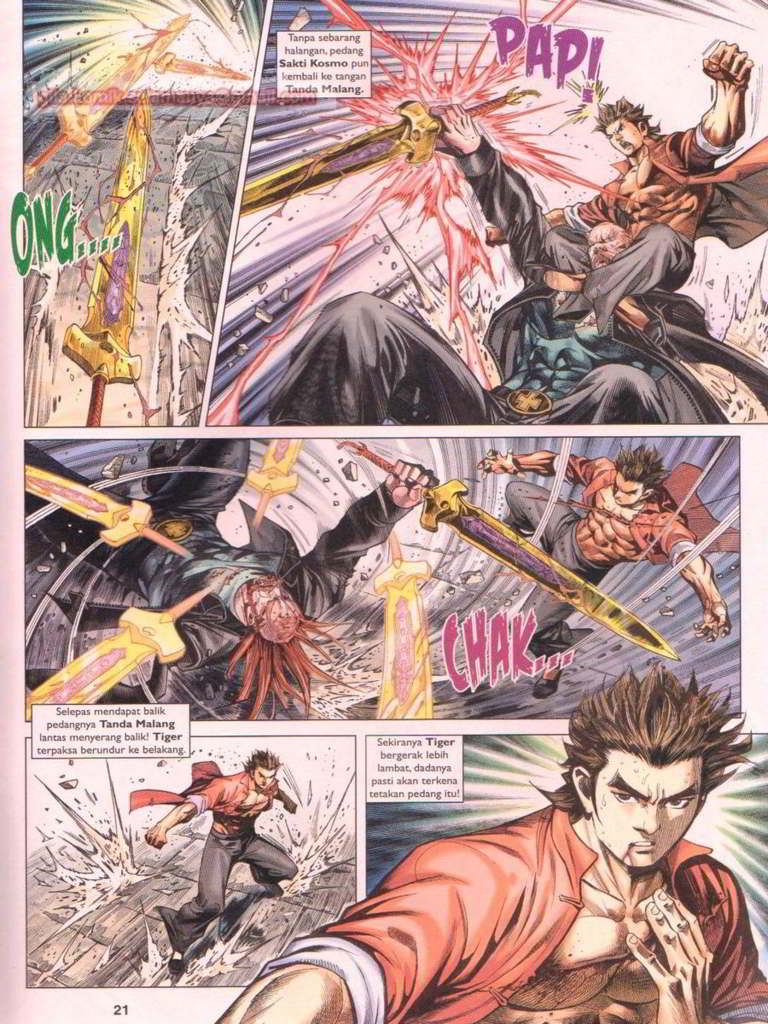 ONG....
Tanpa sebarang
halangan, pedang
Sakti Kosmo pun
kembali ke tangan
Tanda Malang.
PAP!
CHAK...
Selepas mendapat balik
pedangnya Tanda Malang
lantas menyerang balik! Tiger
terpaksa berundur ke belakang.
Sekiranya Tiger
bergerak lebih
lambat, dadanya
pasti akan terkena
tetakan pedang itu!
21